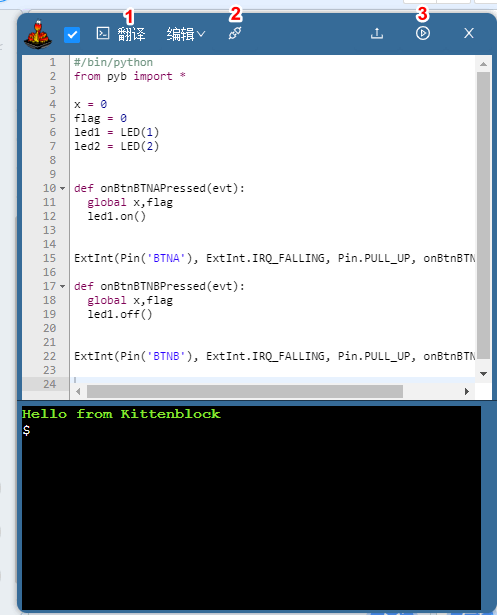 1 2 3
翻译 编辑
1 #/bin/python
2 from pyb import *
3
4 x = 0
5 flag = 0
6 led1 = LED(1)
7 led2 = LED(2)
8
9
10 def onBtnBTNAPressed(evt):
11 global x,flag
12 led1.on()
13
14
15 ExtInt(Pin('BTNA'), ExtInt.IRQ_FALLING, Pin.PULL_UP, onBtnBTN
16
17 def onBtnBTNBPressed(evt):
18 global x,flag
19 led1.off()
20
21
22 ExtInt(Pin('BTNB'), ExtInt.IRQ_FALLING, Pin.PULL_UP, onBtnBTN
23
24
Hello from Kittenblock
$